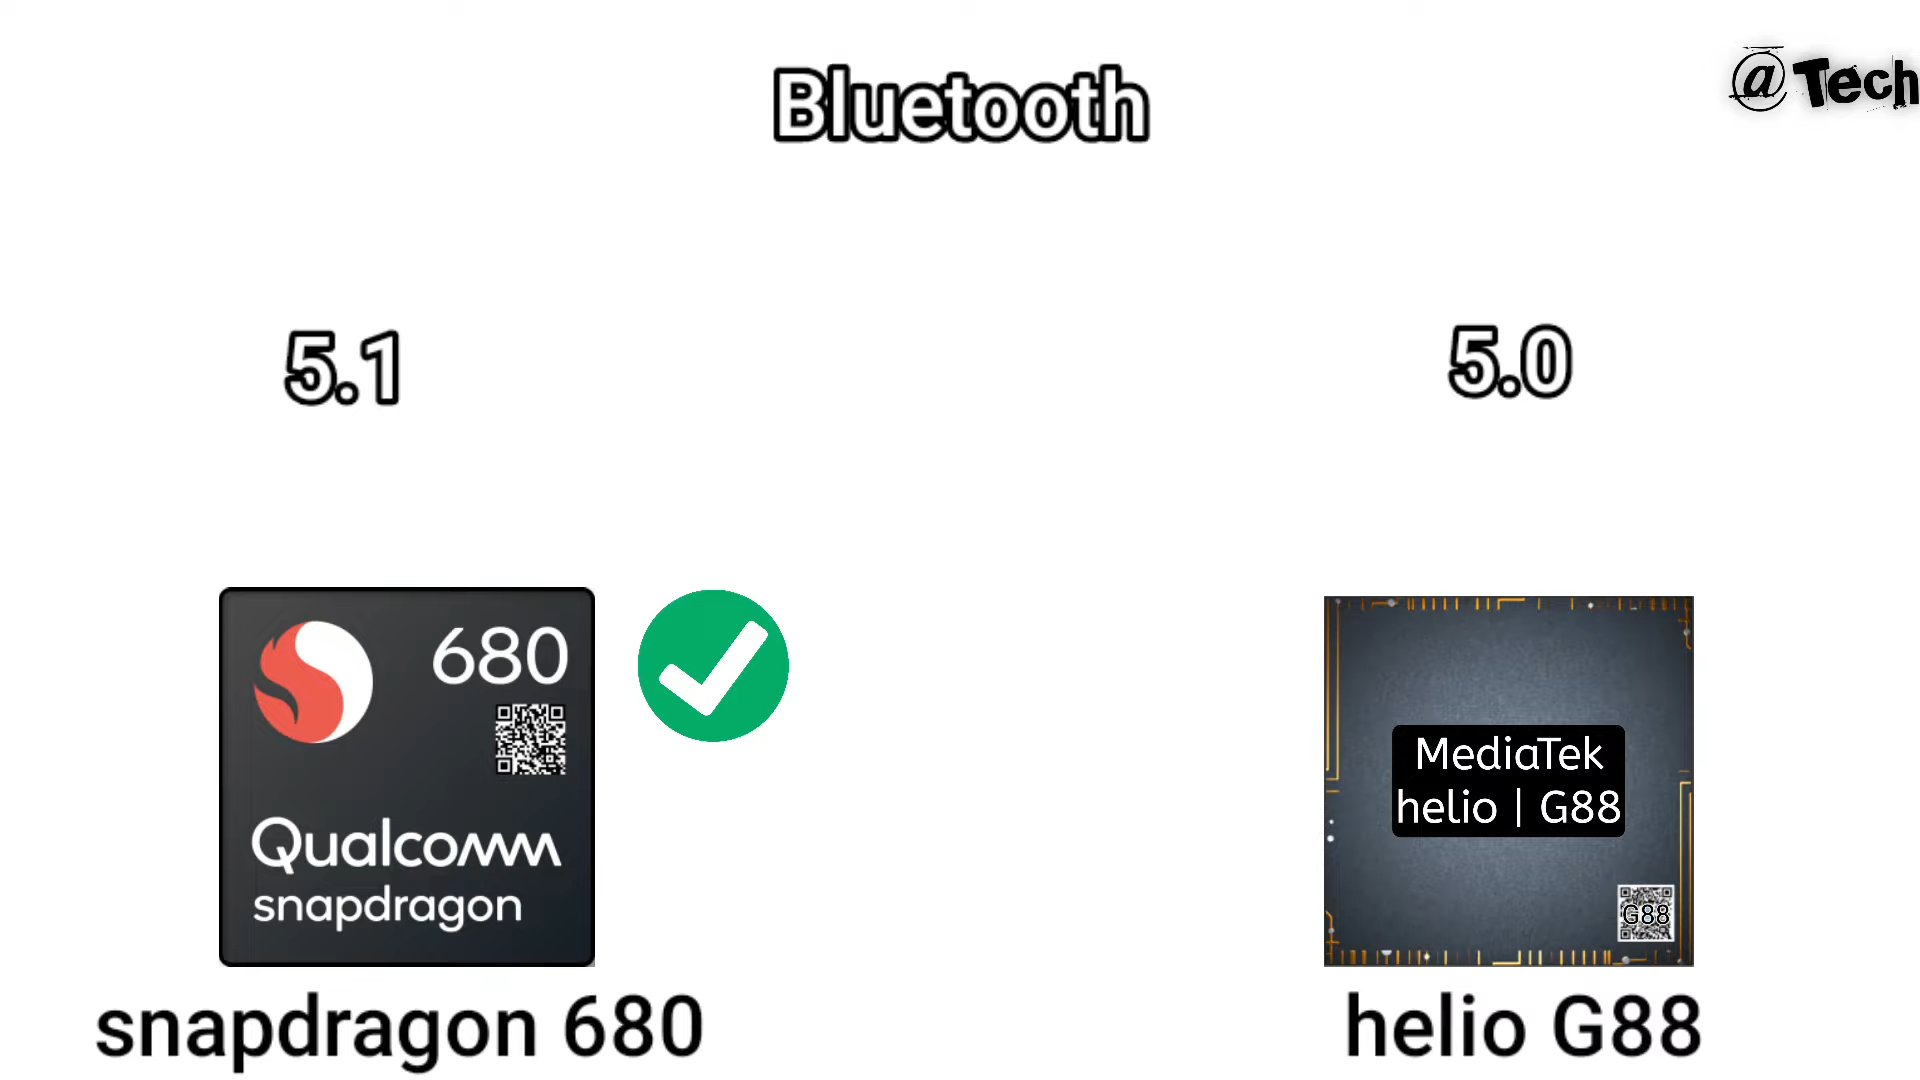 Bluetooth
@Tech
5.1
5.0
680
Qualcomm
snapdragon
MediaTek
helio | G88
G88
snapdragon 680
helio G88